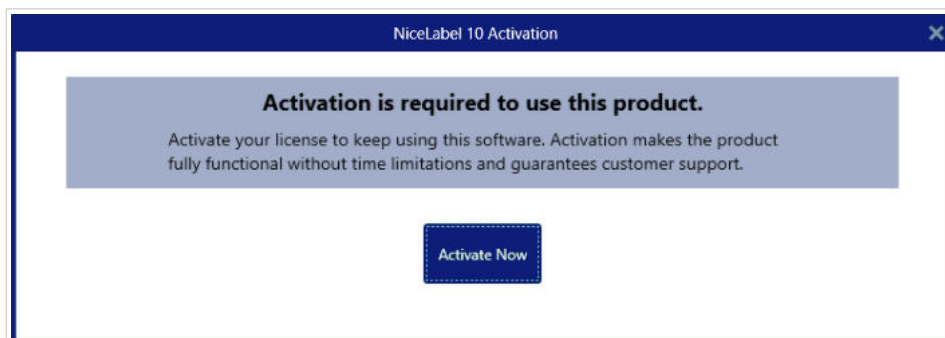 NiceLabel 10 Activation
Activation is required to use this product.
Activate your license to keep using this software. Activation makes the product
fully functional without time limitations and guarantees customer support.
Activate Now